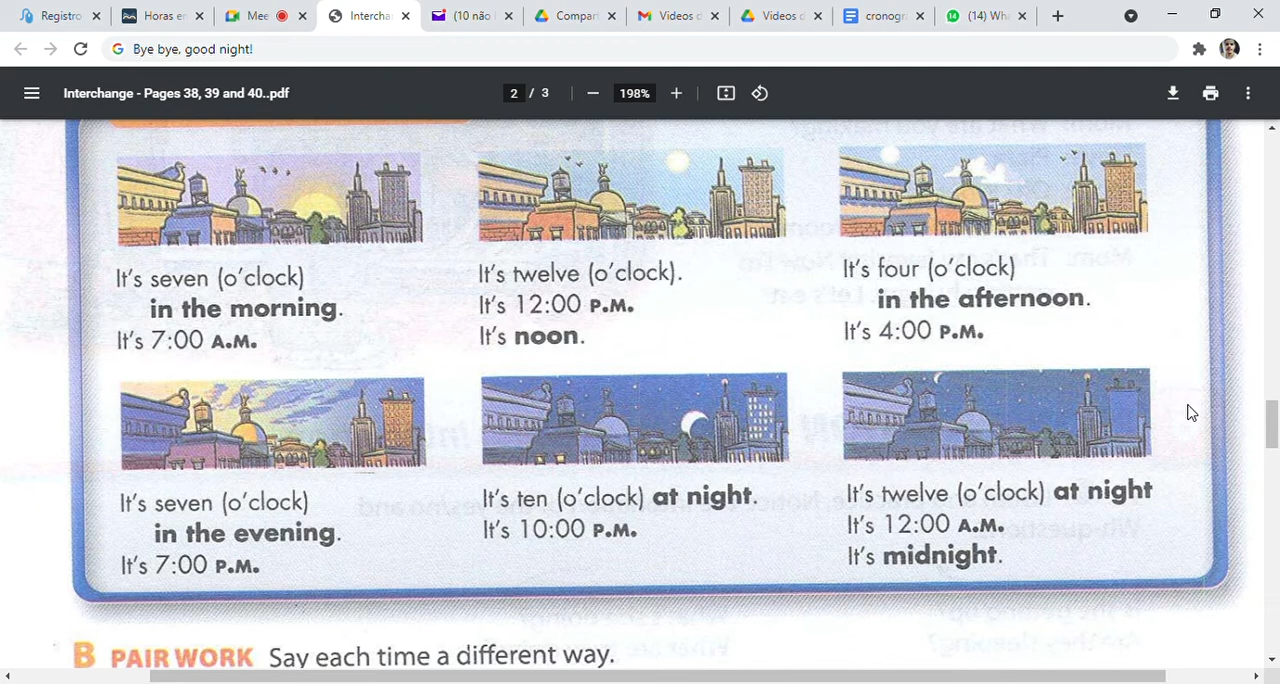 Registro
Horas e
Mee
Intercha
(10 não
Compar
Videos d
Videos d
cronogr
(14) Wh
Bye bye, good night!
Interchange - Pages 38, 39 and 40..pdf
2 / 3
198%
It's seven (o'clock)
in the morning.
It's 7:00 A.M.
It's twelve (o'clock).
It's 12:00 P.M.
It's noon.
It's four (o'clock)
in the afternoon.
It's 4:00 P.M.
It's seven (o'clock)
in the evening.
It's 7:00 P.M.
It's ten (o'clock) at night.
It's 10:00 P.M.
It's twelve (o'clock) at night
It's 12:00 A.M.
It's midnight.
B PAIR WORK Say each time a different way.